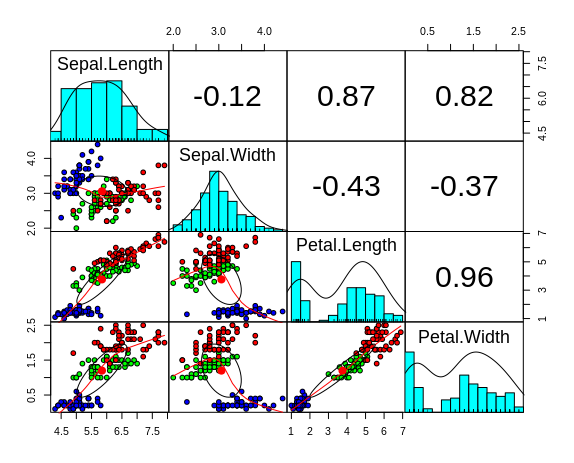 2.0 3.0 4.0 0.5 1.5 2.5
Sepal.Length -0.12 0.87 0.82
4.5 6.0 7.5
2.0 3.0 4.0
Sepal.Width -0.43 -0.37
Petal.Length 0.96
1 3 5 7
0.5 1.5 2.5
Petal.Width
4.5 5.5 6.5 7.5 1 2 3 4 5 6 7